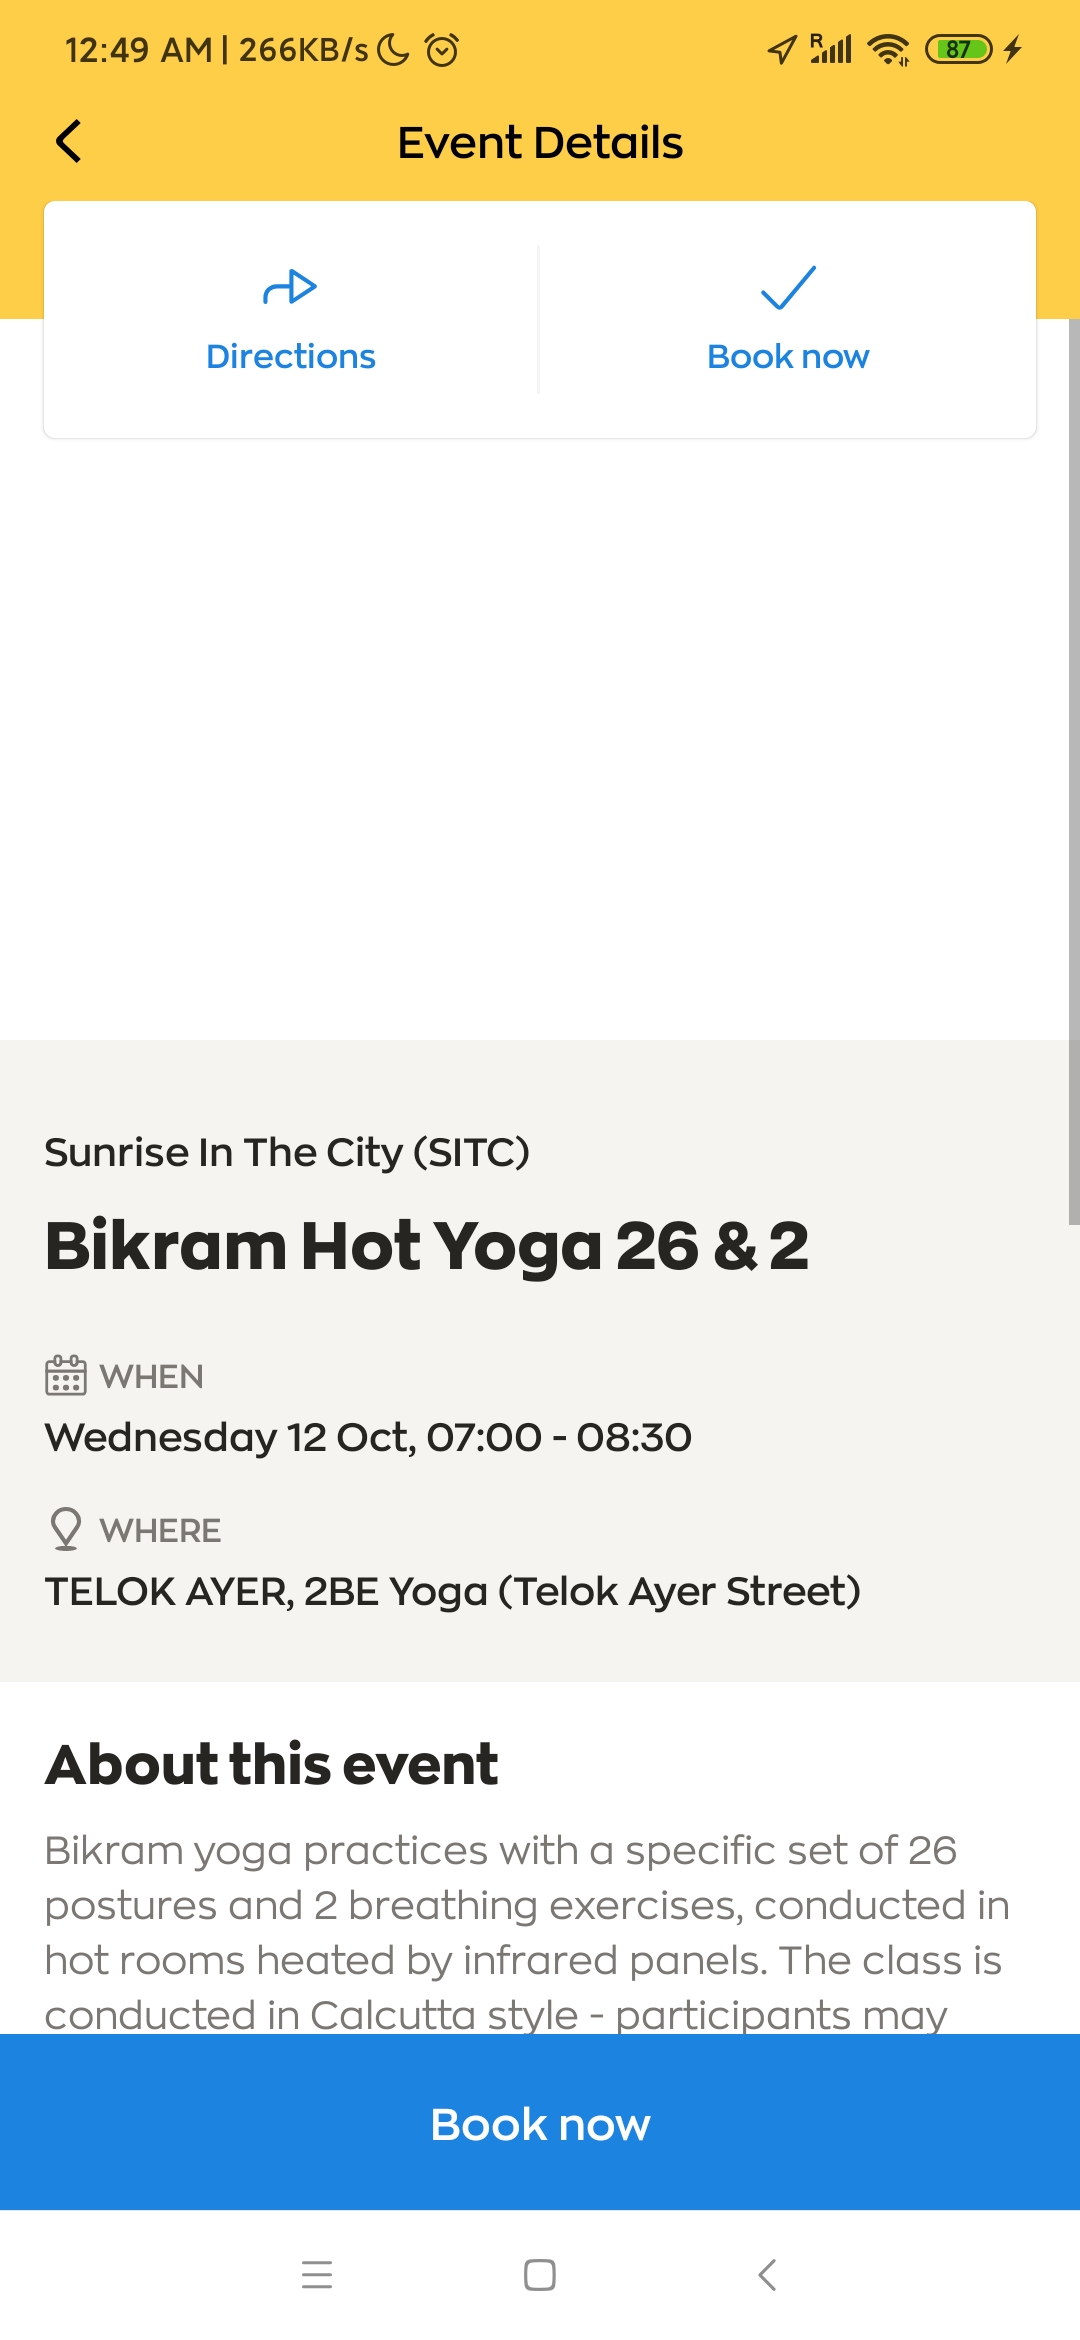 12:49 AM | 266KB/s
R
87
Event Details
Directions
Book now
Sunrise In The City (SITC)
Bikram Hot Yoga 26 & 2
WHEN
Wednesday 12 Oct, 07:00 - 08:30
WHERE
TELOK AYER, 2BE Yoga (Telok Ayer Street)
About this event
Bikram yoga practices with a specific set of 26
postures and 2 breathing exercises, conducted in
hot rooms heated by infrared panels. The class is
conducted in Calcutta style - participants may
Book now